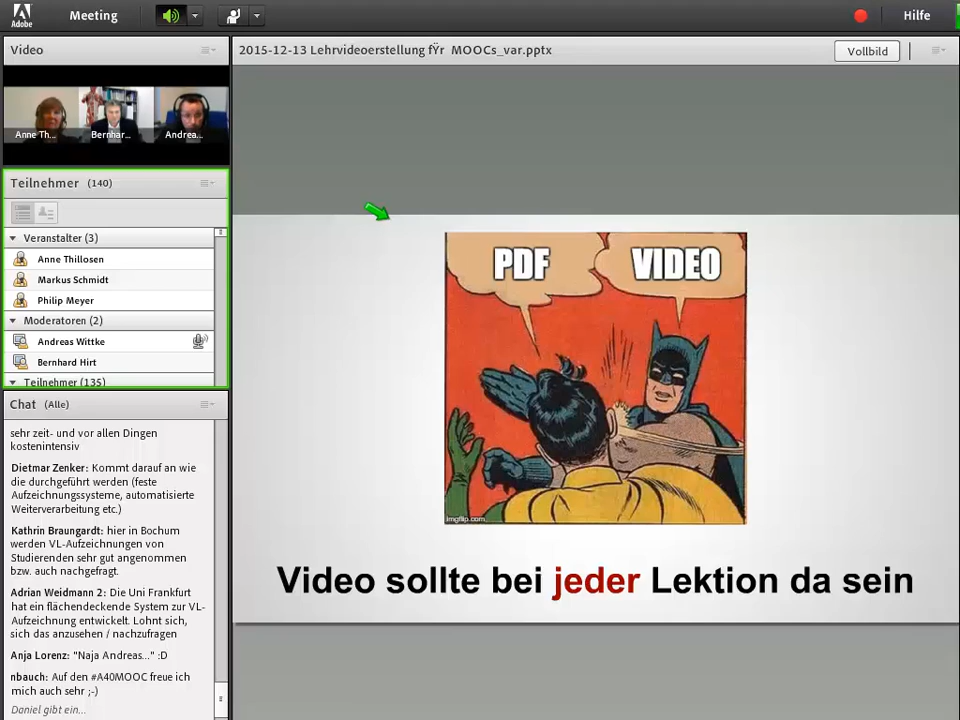 Adobe
Meeting
Hilfe
Video
Anne Th...
Bernhar...
Andrea...
Teilnehmer (140)
Veranstalter (3)
Anne Thillosen
Markus Schmidt
Philip Meyer
Moderatoren (2)
Andreas Wittke
Bernhard Hirt
Teilnehmer (135)
Chat (Alle)
sehr zeit- und vor allen Dingen
kostenintensiv
Dietmar Zenker: Kommt darauf an wie
die durchgeführt werden (feste
Aufzeichnungssysteme, automatisierte
Weiterverarbeitung etc.)
Kathrin Braungardt: hier in Bochum
werden VL-Aufzeichnungen von
Studierenden sehr gut angenommen
bzw. auch nachgefragt.
Adrian Weidmann 2: Die Uni Frankfurt
hat ein flächendeckende System zur VL-
Aufzeichnung entwickelt. Lohnt sich,
sich das anzusehen / nachzufragen
Anja Lorenz: "Naja Andreas..." :D
nbauch: Auf den #A40MOOC freue ich
mich auch sehr ;-)
Daniel gibt ein...
2015-12-13 Lehrvideoerstellung fŸr MOOCs_var.pptx
Vollbild
PDF
VIDEO
imgflip.com
Video sollte bei jeder Lektion da sein